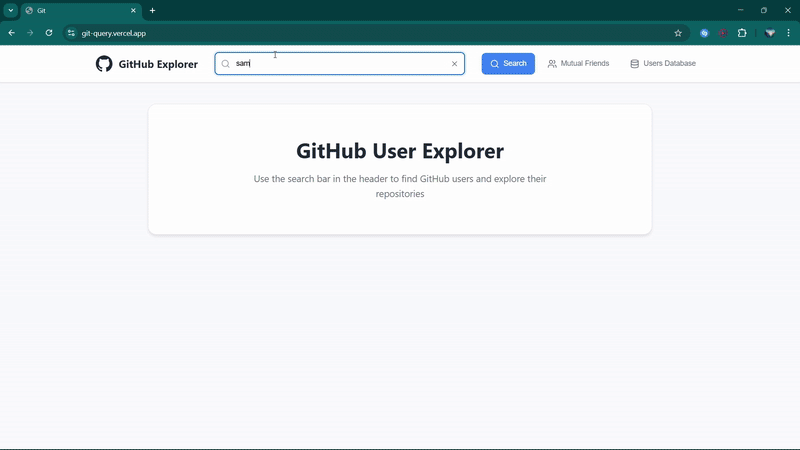 Git
git-query.vercel.app
GitHub Explorer
sam
Search
Mutual Friends
Users Database
GitHub User Explorer
Use the search bar in the header to find GitHub users and explore their
repositories